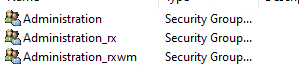 Administration Security Group...
Administration_rx Security Group...
Administration_rxwm Security Group...